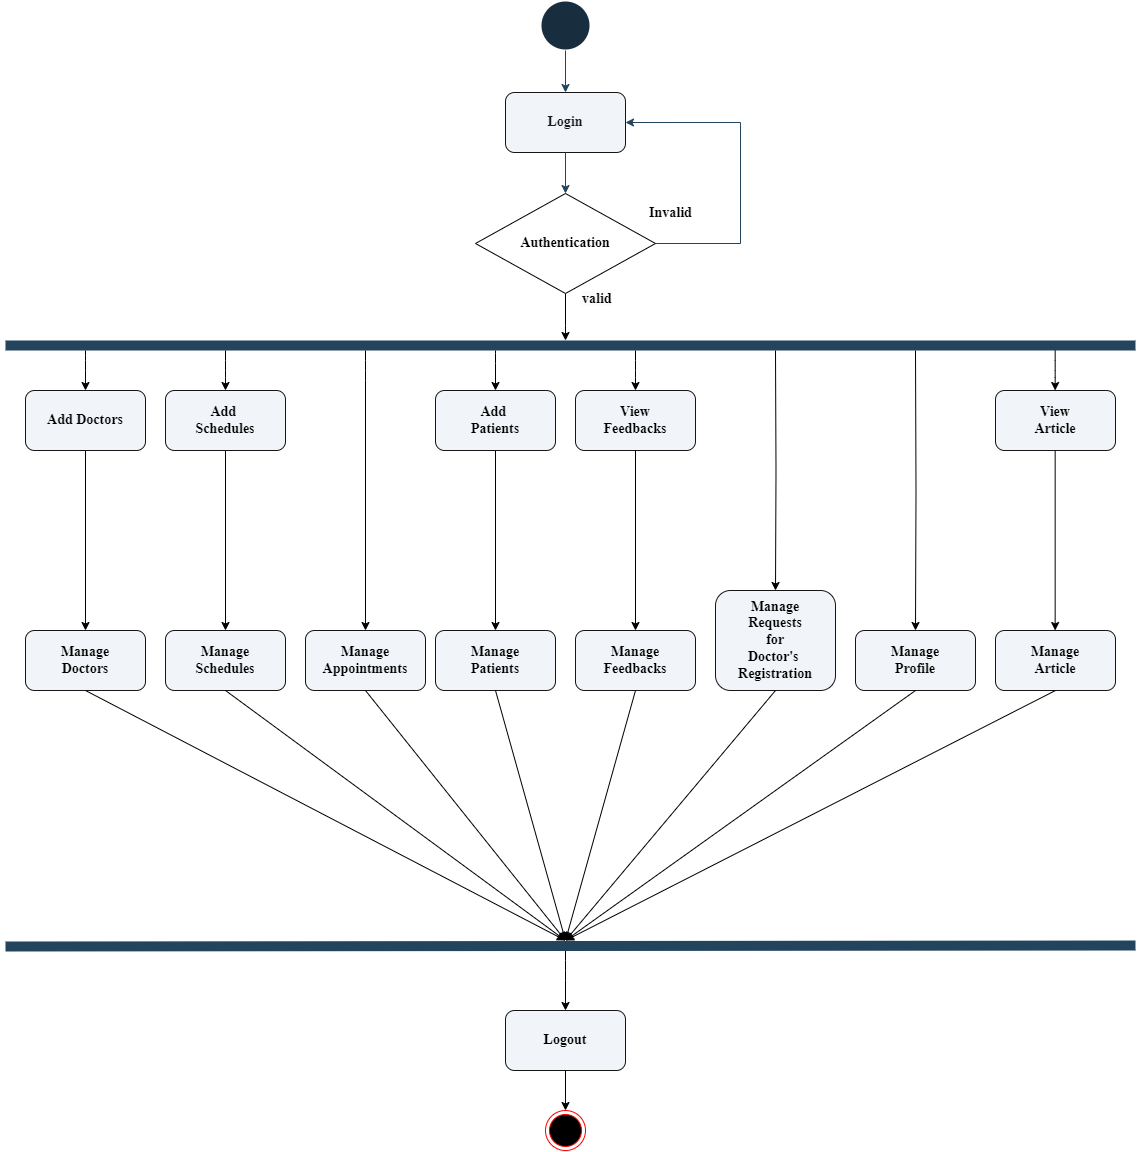 Login
Invalid
Authentication
valid
Add Doctors
Add
Schedules
Add
Patients
View
Feedbacks
View
Article
Manage
Doctors
Manage
Schedules
Manage
Appointments
Manage
Patients
Manage
Feedbacks
Manage
Requests
for
Doctor's
Registration
Manage
Profile
Manage
Article
Logout